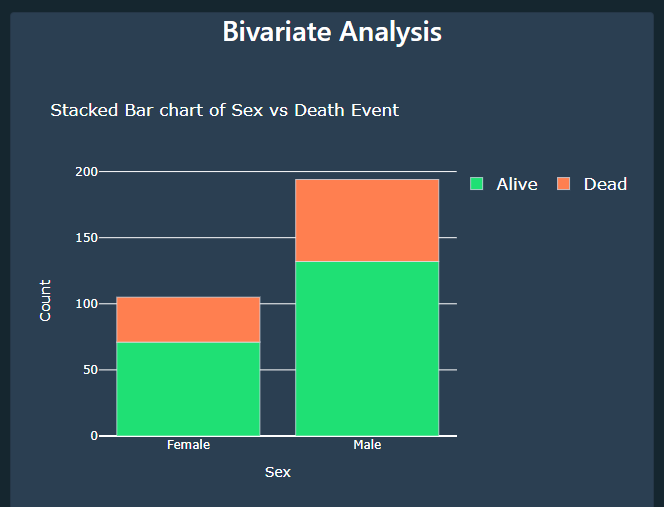 Bivariate Analysis
Stacked Bar chart of Sex vs Death Event
Alive Dead
200
150
100
50
0
Count
Female Male
Sex